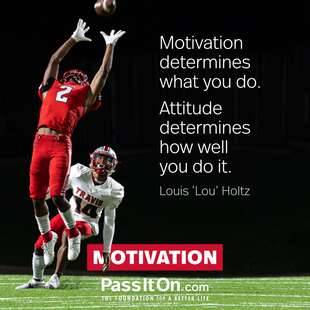 Motivation
determines
what you do.
Attitude
determines
how well
you do it.
Louis ‘Lou’ Holtz
2
TRAVIS
MOTIVATION
PassItOn.com
THE FOUNDATION FOR A BETTER LIFE